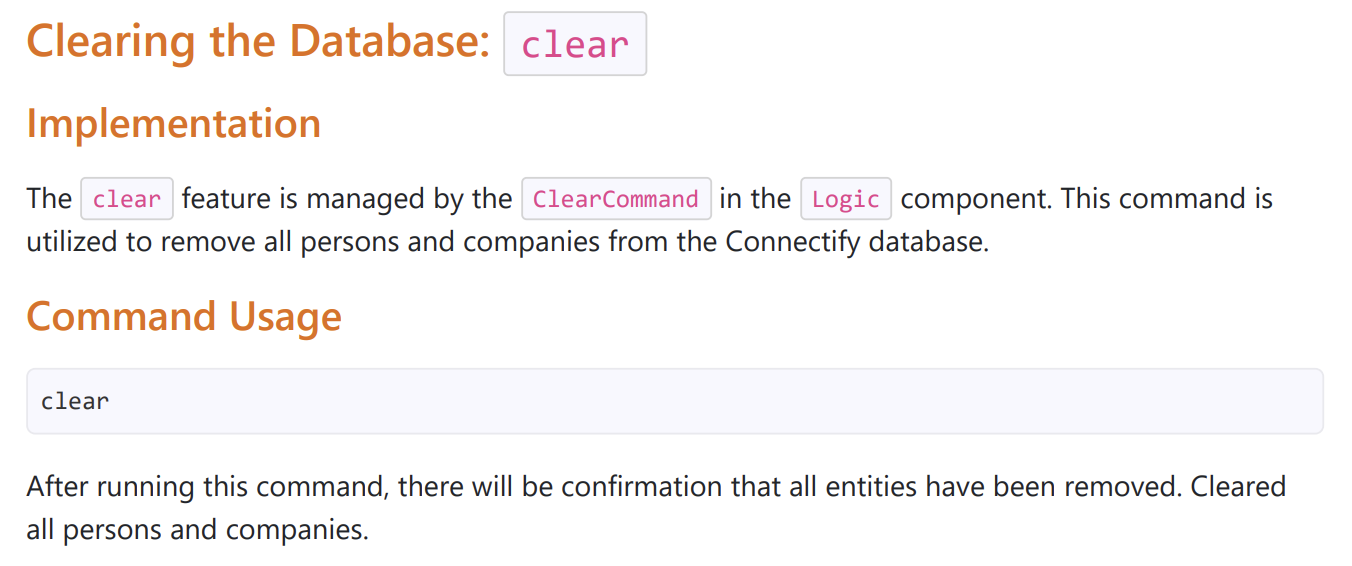 Clearing the Database: clear
Implementation
The clear feature is managed by the ClearCommand in the Logic component. This command is
utilized to remove all persons and companies from the Connectify database.
Command Usage
clear
After running this command, there will be confirmation that all entities have been removed. Cleared
all persons and companies.